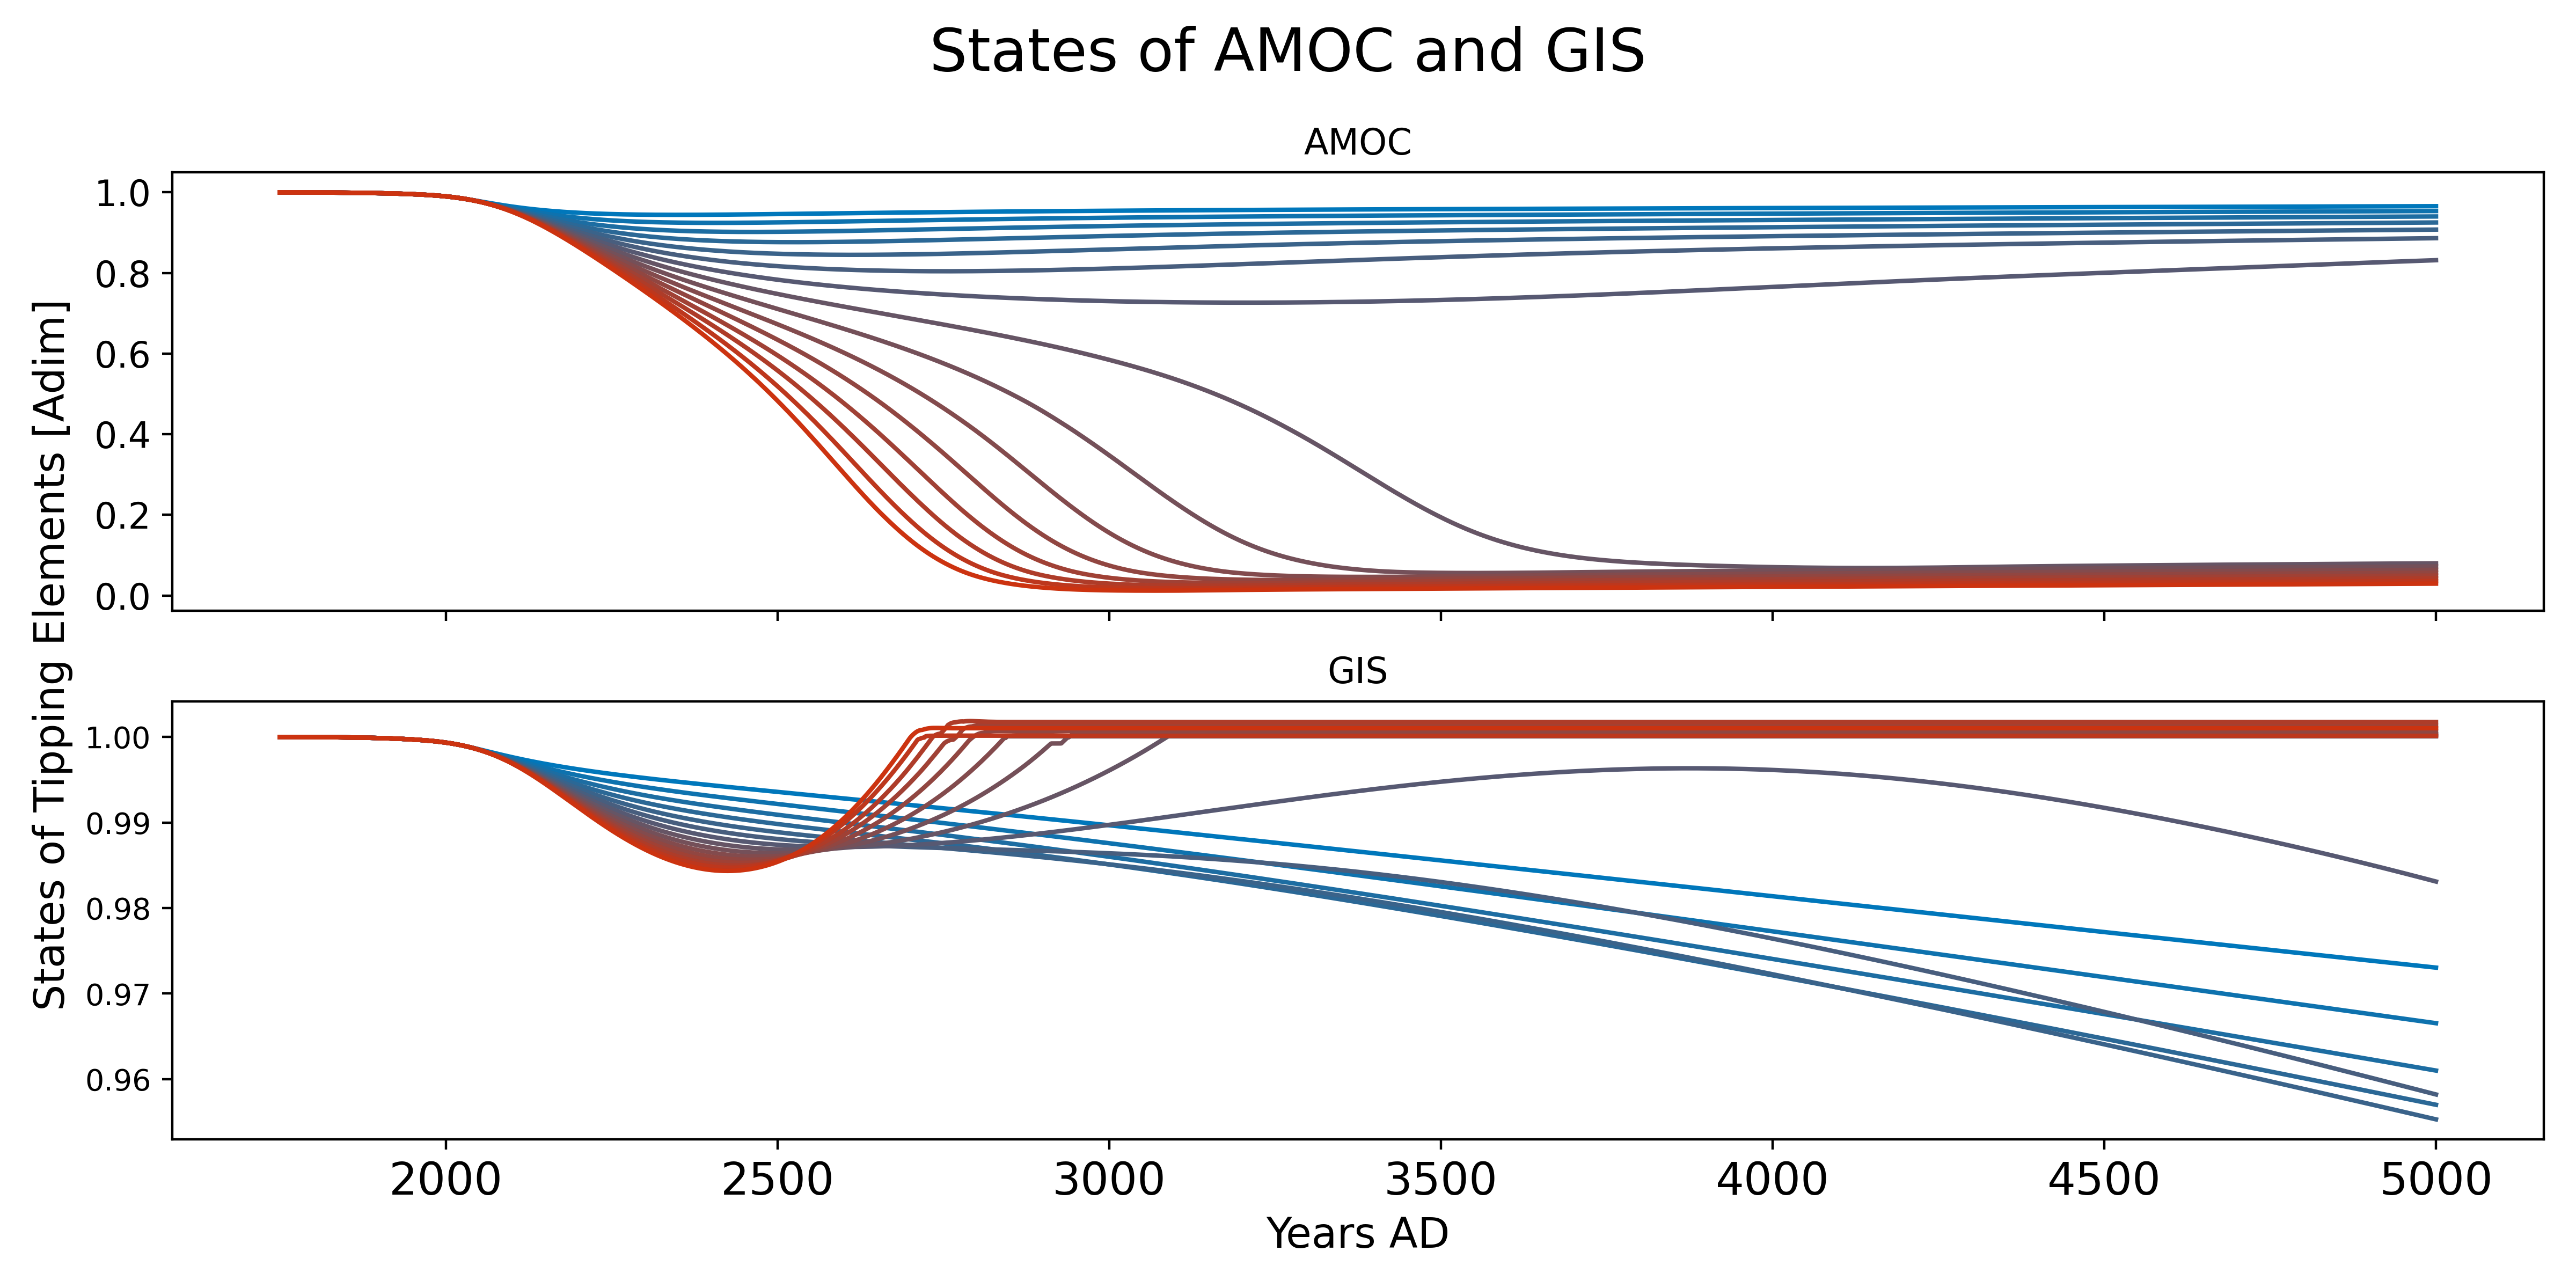 States of AMOC and GIS
AMOC
1.0
0.8
0.6
0.4
0.2
0.0
States of Tipping Elements [Adim]
GIS
1.00
0.99
0.98
0.97
0.96
2000 2500 3000 3500 4000 4500 5000
Years AD